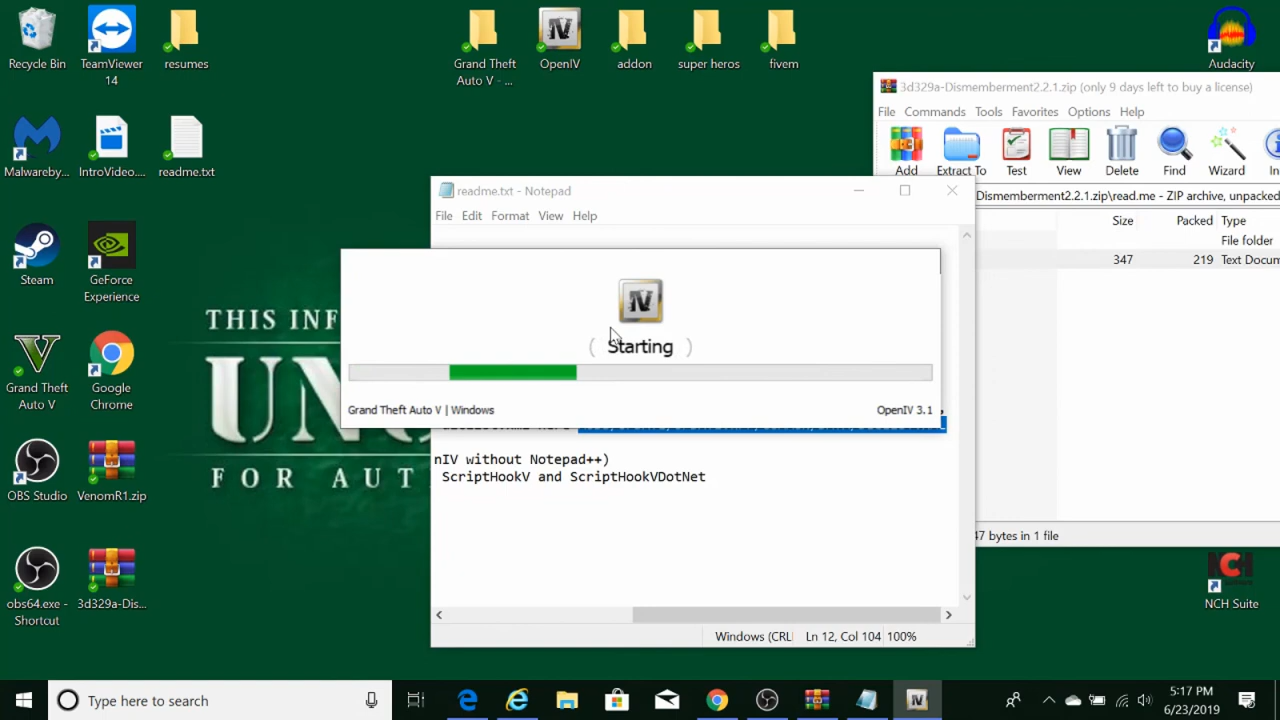 Recycle Bin
TeamViewer
14
resumes
Grand Theft
Auto V - ...
OpenIV
addon
super heros
fivem
Audacity
Malwareby...
IntroVideo....
readme.txt
Steam
GeForce
Experience
Grand Theft
Auto V
Google
Chrome
OBS Studio
VenomR1.zip
obs64.exe -
Shortcut
3d329a-Dis...
NCH Suite
THIS INF
UN
FOR AUT
3d329a-Dismemberment2.2.1.zip (only 9 days left to buy a license)
File Commands Tools Favorites Options Help
Add Extract To Test View Delete Find Wizard In
Dismemberment2.2.1.zip\read.me - ZIP archive, unpacked
Size Packed Type
File folder
347 219 Text Docum
47 bytes in 1 file
readme.txt - Notepad
File Edit Format View Help
nIV without Notepad++)
ScriptHookV and ScriptHookVDotNet
Windows (CRL Ln 12, Col 104 100%
IV
( Starting )
Grand Theft Auto V | Windows OpenIV 3.1
Type here to search
5:17 PM
6/23/2019